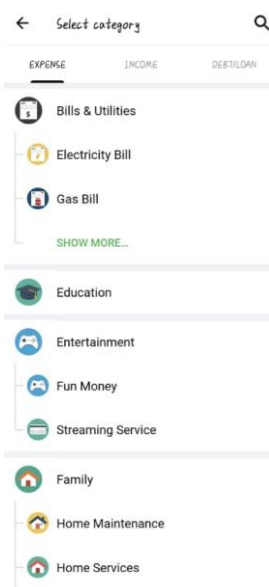 Select category
EXPENSE
INCOME
DEBT/LOAN
Bills & Utilities
Electricity Bill
Gas Bill
SHOW MORE...
Education
Entertainment
Fun Money
Streaming Service
Family
Home Maintenance
Home Services